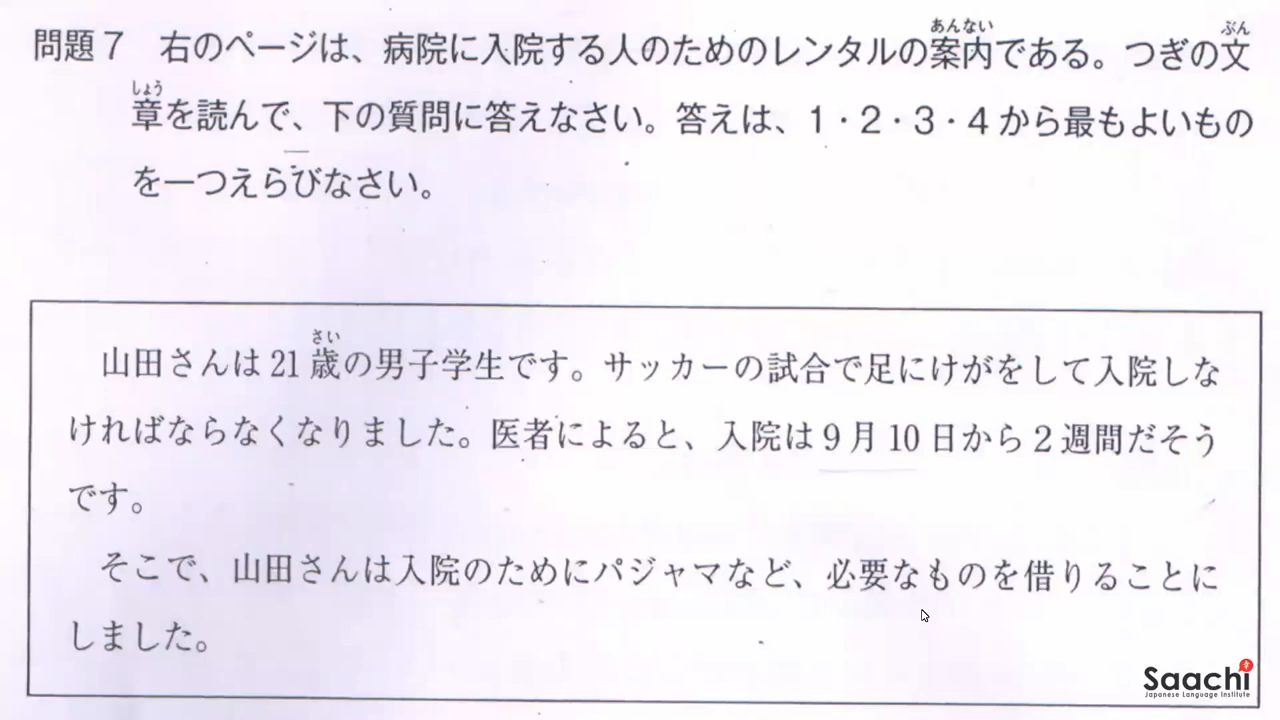 問題7 右のページは、病院に入院する人のためのレンタルの案内である。つぎの文
章を読んで、下の質問に答えなさい。答えは、1・2・3・4から最もよいもの
を一つえらびなさい。
山田さんは21歳の男子学生です。サッカーの試合で足にけがをして入院しな
ければならなくなりました。医者によると、入院は9月10日から2週間だそう
です。
そこで、山田さんは入院のためにパジャマなど、必要なものを借りることに
しました。
Saachi
Japanese Language Institute